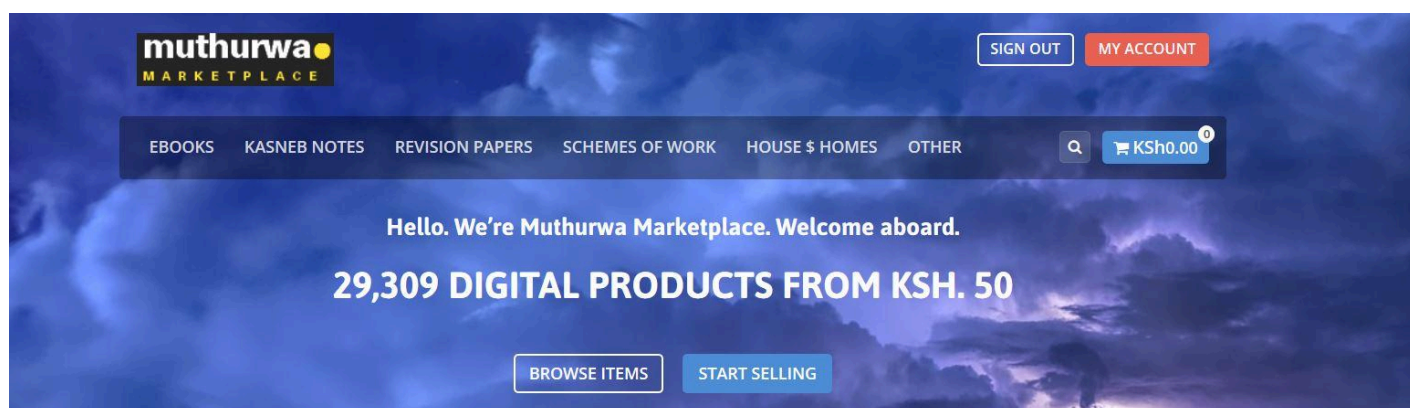 muthurwa
MARKETPLACE
SIGN OUT
MY ACCOUNT
EBOOKS KASNEB NOTES REVISION PAPERS SCHEMES OF WORK HOUSE $ HOMES OTHER
KSh0.00
0
Hello. We’re Muthurwa Marketplace. Welcome aboard.
29,309 DIGITAL PRODUCTS FROM KSH. 50
BROWSE ITEMS
START SELLING